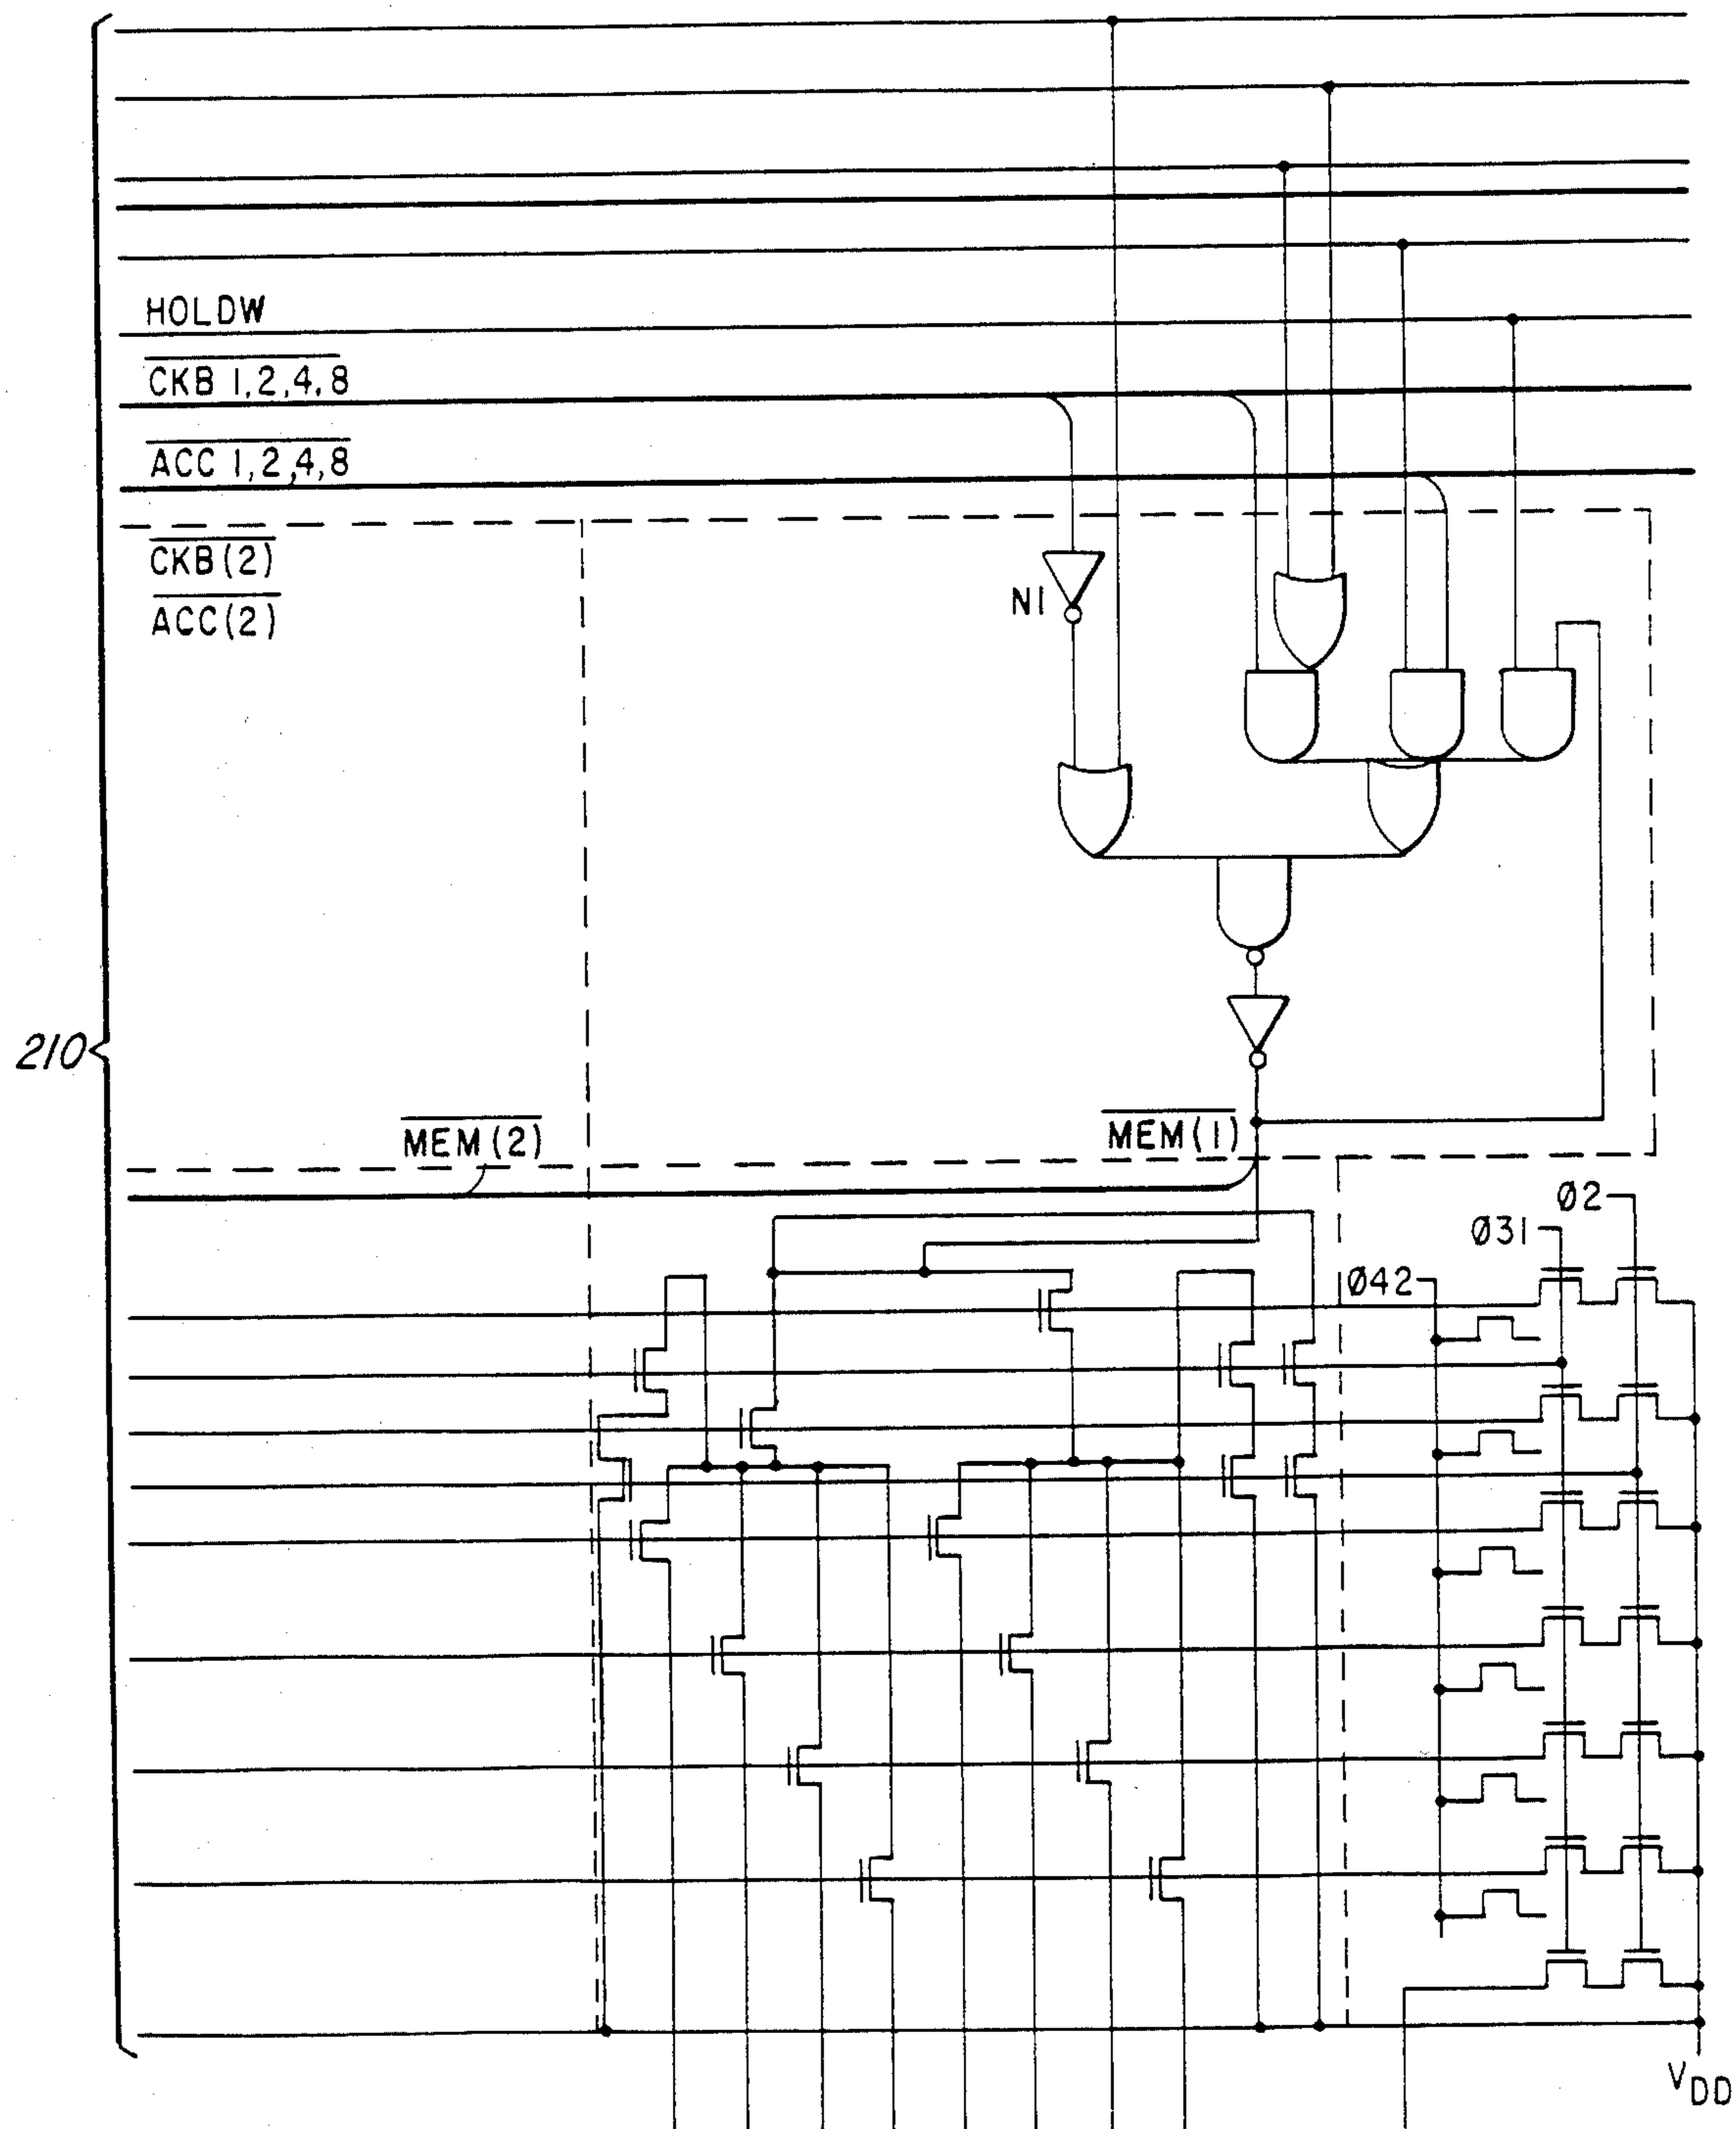 HOLDW
CKB 1,2,4,8
ACC 1,2,4,8
CKB(2)
ACC(2)
N1
210
MEM(2)
MEM(1)
Ø2
Ø31
Ø42
VDD